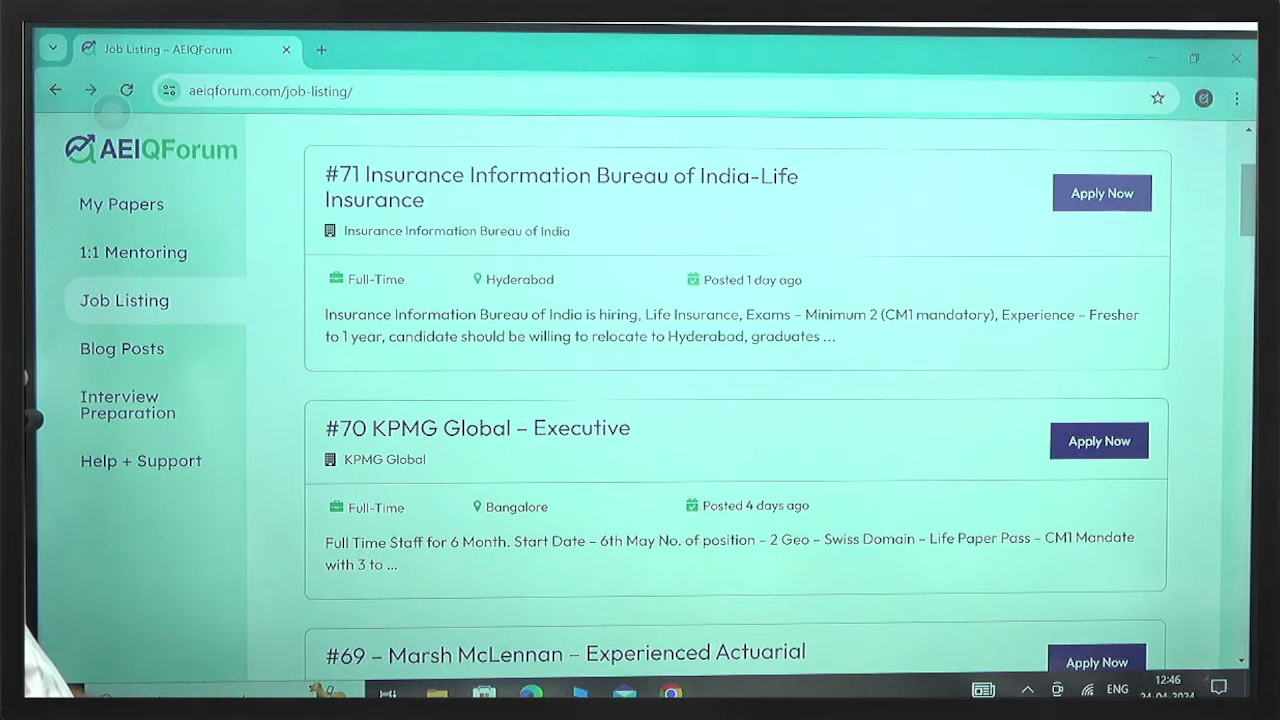 Job Listing – AEIQForum
aeiqforum.com/job-listing/
AEIQForum
My Papers
1:1 Mentoring
Job Listing
Blog Posts
Interview
Preparation
Help + Support
#71 Insurance Information Bureau of India-Life
Insurance
Apply Now
Insurance Information Bureau of India
Full-Time
Hyderabad
Posted 1 day ago
Insurance Information Bureau of India is hiring, Life Insurance, Exams – Minimum 2 (CM1 mandatory), Experience – Fresher
to 1 year, candidate should be willing to relocate to Hyderabad, graduates ...
#70 KPMG Global – Executive
Apply Now
KPMG Global
Full-Time
Bangalore
Posted 4 days ago
Full Time Staff for 6 Month. Start Date – 6th May No. of position – 2 Geo – Swiss Domain – Life Paper Pass – CM1 Mandate
with 3 to ...
#69 – Marsh McLennan – Experienced Actuarial
Apply Now
ENG
12:46
24-04-2024